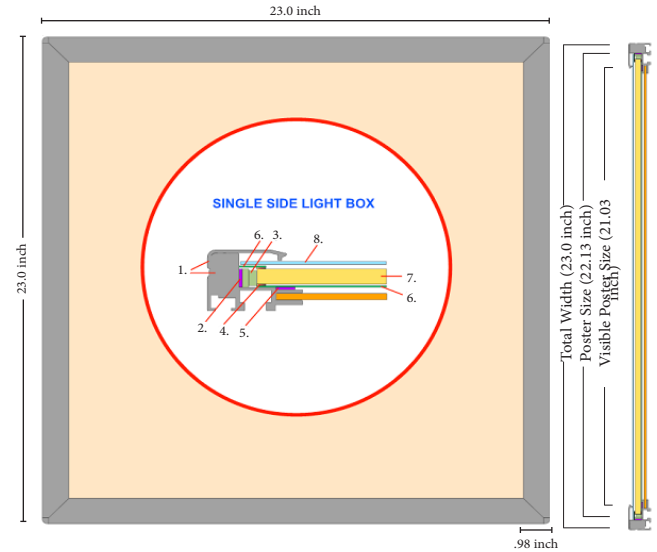 23.0 inch
23.0 inch
SINGLE SIDE LIGHT BOX
6.
3.
8.
1.
7.
6.
2.
4.
5.
Total Width (23.0 inch)
Poster Size (22.13 inch)
Visible Poster Size (21.03
inch)
.98 inch